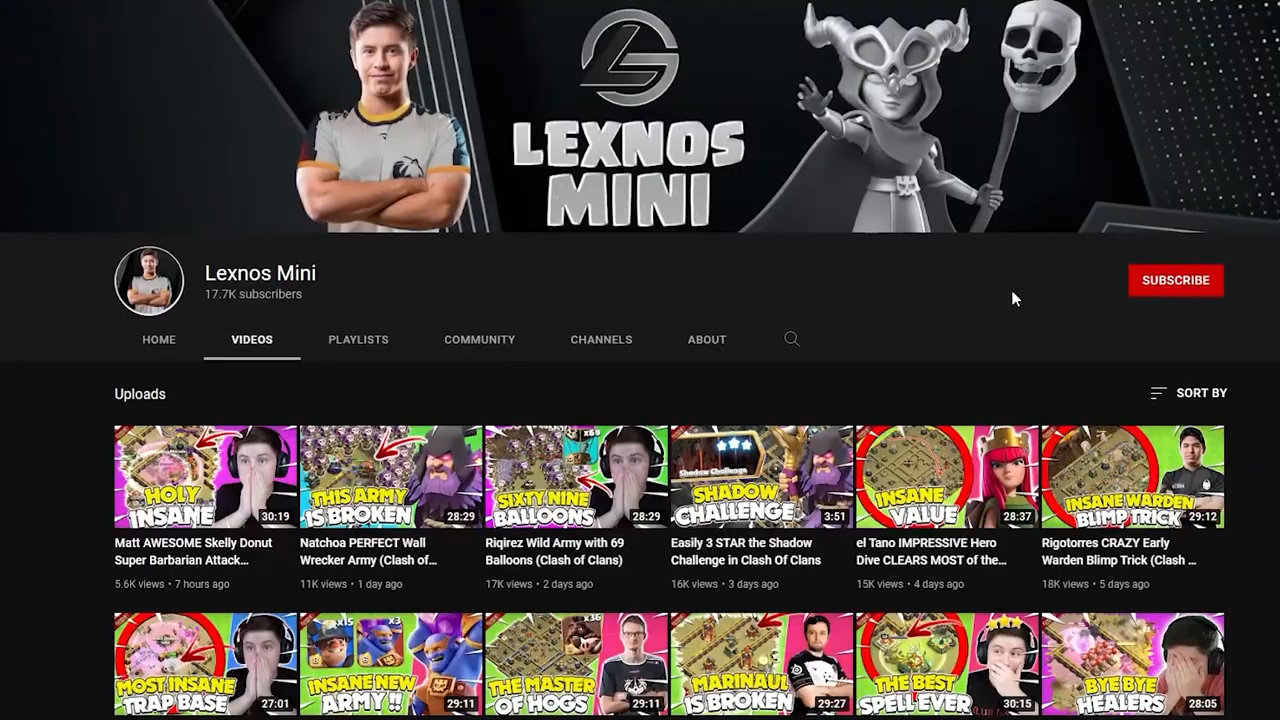 LEXNOS
MINI
Lexnos Mini
17.7K subscribers
SUBSCRIBE
HOME
VIDEOS
PLAYLISTS
COMMUNITY
CHANNELS
ABOUT
Uploads
SORT BY
HOLY
INSANE
30:19
THIS ARMY
IS BROKEN
28:29
X69
SIXTY NINE
BALLOONS
28:29
Shadow Challenge
SHADOW
CHALLENGE
3:51
INSANE
VALUE
28:37
INSANE WARDEN
BLIMP TRICK
29:12
Matt AWESOME Skelly Donut
Super Barbarian Attack...
5.6K views • 7 hours ago
Natchoa PERFECT Wall
Wrecker Army (Clash of...
11K views • 1 day ago
Riqirez Wild Army with 69
Balloons (Clash of Clans)
17K views • 2 days ago
Easily 3 STAR the Shadow
Challenge in Clash Of Clans
16K views • 3 days ago
el Tano IMPRESSIVE Hero
Dive CLEARS MOST of the...
15K views • 4 days ago
Rigotorres CRAZY Early
Warden Blimp Trick (Clash ...
18K views • 5 days ago
MOST INSANE
TRAP BASE
27:01
X15
X3
INSANE NEW
ARMY !!
29:11
X36
THE MASTER
OF HOGS
29:11
MARINAUL
IS BROKEN
29:27
THE BEST
SPELL EVER
30:15
BYE BYE
HEALERS
28:05